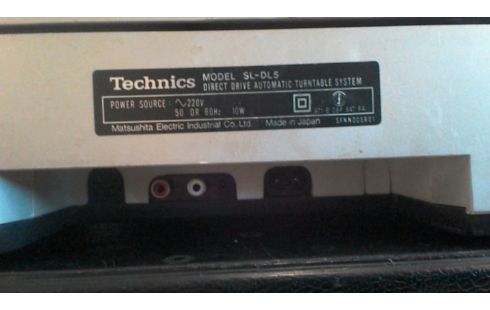 Technics MODEL SL-DL5
DIRECT DRIVE AUTOMATIC TURNTABLE SYSTEM
POWER SOURCE: ∿220V
50 OR 60Hz 10W
Matsushita Electric Industrial Co., Ltd. Made in Japan